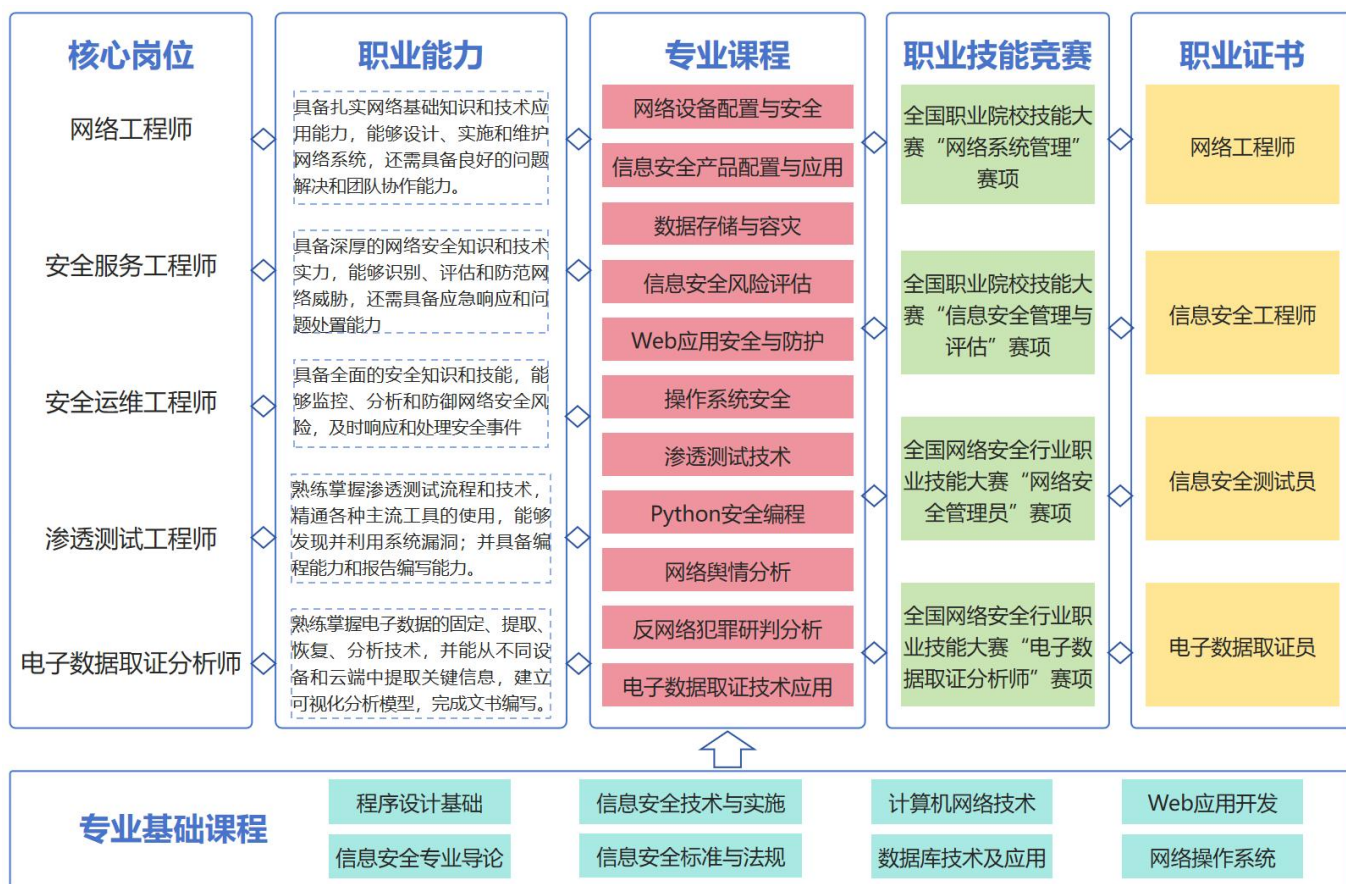 核心岗位
网络工程师
安全服务工程师
安全运维工程师
渗透测试工程师
电子数据取证分析师
职业能力
具备扎实网络基础知识和技术应
用能力，能够设计、实施和维护
网络系统，还需具备良好的问题
解决和团队协作能力。
具备深厚的网络安全知识和技术
实力，能够识别、评估和防范网
络威胁，还需具备应急响应和问
题处置能力
具备全面的安全知识和技能，能
够监控、分析和防御网络安全风
险，及时响应和处理安全事件
熟练掌握渗透测试流程和技术，
精通各种主流工具的使用，能够
发现并利用系统漏洞；并具备编
程能力和报告编写能力。
熟练掌握电子数据的固定、提取、
恢复、分析技术，并能从不同设
备和云端中提取关键信息，建立
可视化分析模型，完成文书编写。
专业课程
网络设备配置与安全
信息安全产品配置与应用
数据存储与容灾
信息安全风险评估
Web应用安全与防护
操作系统安全
渗透测试技术
Python安全编程
网络舆情分析
反网络犯罪研判分析
电子数据取证技术应用
职业技能竞赛
全国职业院校技能大
赛“网络系统管理”
赛项
全国职业院校技能大
赛“信息安全管理与
评估”赛项
全国网络安全行业职
业技能大赛“网络安
全管理员”赛项
全国网络安全行业职
业技能大赛“电子数
据取证分析师”赛项
职业证书
网络工程师
信息安全工程师
信息安全测试员
电子数据取证员
专业基础课程
程序设计基础
信息安全技术与实施
计算机网络技术
Web应用开发
信息安全专业导论
信息安全标准与法规
数据库技术及应用
网络操作系统